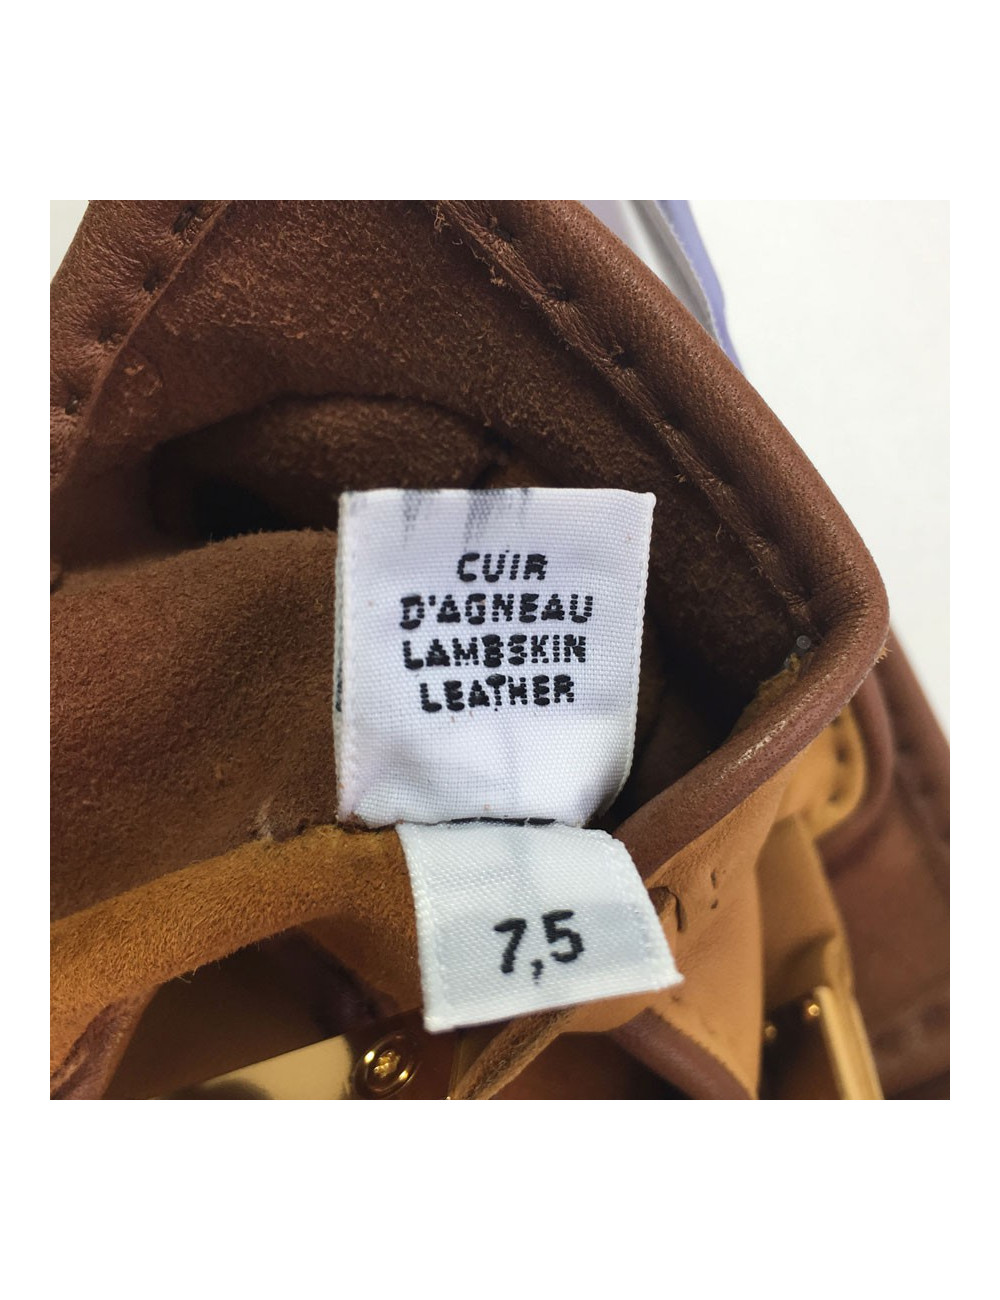 CUIR
D'AGNEAU
LAMBSKIN
LEATHER
7,5